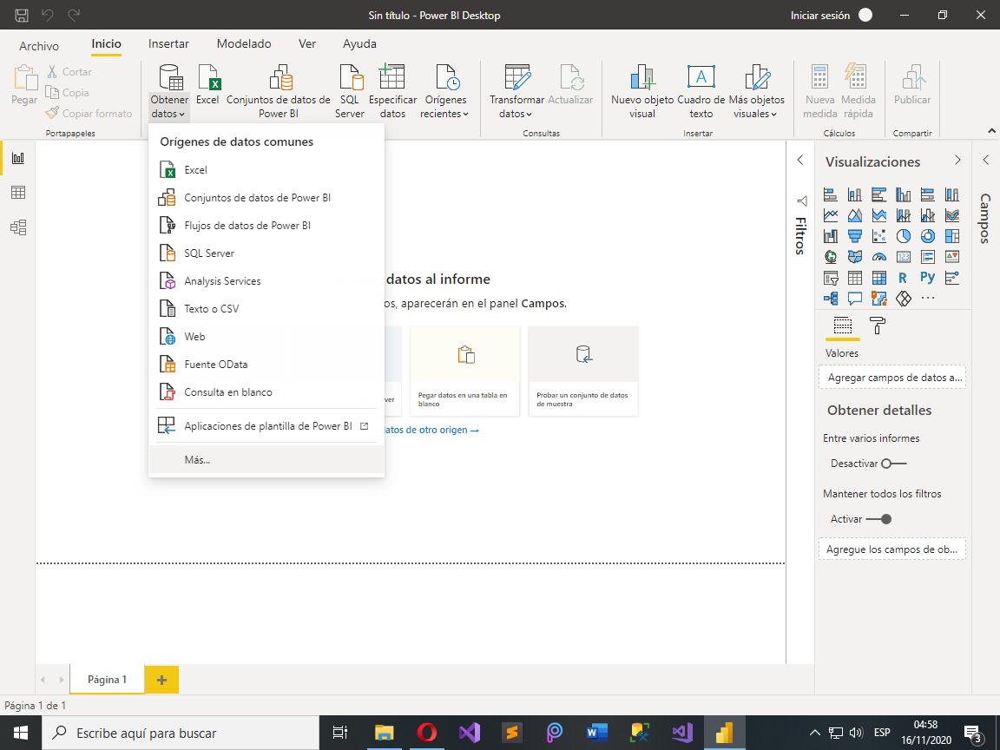 Sin título - Power BI Desktop
Iniciar sesión
Archivo
Inicio
Insertar
Modelado
Ver
Ayuda
Pegar
Cortar
Copia
Copiar formato
Portapapeles
Obtener
datos
Excel
Conjuntos de datos de
Power BI
SQL
Server
Especificar
datos
Orígenes
recientes
Transformar
datos
Actualizar
Consultas
Nuevo objeto
visual
Cuadro de
texto
Más objetos
visuales
Insertar
Nueva
medida
Medida
rápida
Cálculos
Publicar
Compartir
Orígenes de datos comunes
Excel
Conjuntos de datos de Power BI
Flujos de datos de Power BI
SQL Server
Analysis Services
Texto o CSV
Web
Fuente OData
Consulta en blanco
Aplicaciones de plantilla de Power BI
Más...
datos al informe
os, aparecerán en el panel Campos.
ver
Pegar datos en una tabla en
blanco
Probar un conjunto de datos
de muestra
atos de otro origen →
Filtros
Visualizaciones
123
R
Py
...
Valores
Agregar campos de datos a...
Obtener detalles
Entre varios informes
Desactivar
Mantener todos los filtros
Activar
Agregue los campos de ob...
Campos
Página 1
+
Página 1 de 1
Escribe aquí para buscar
ESP
04:58
16/11/2020
3